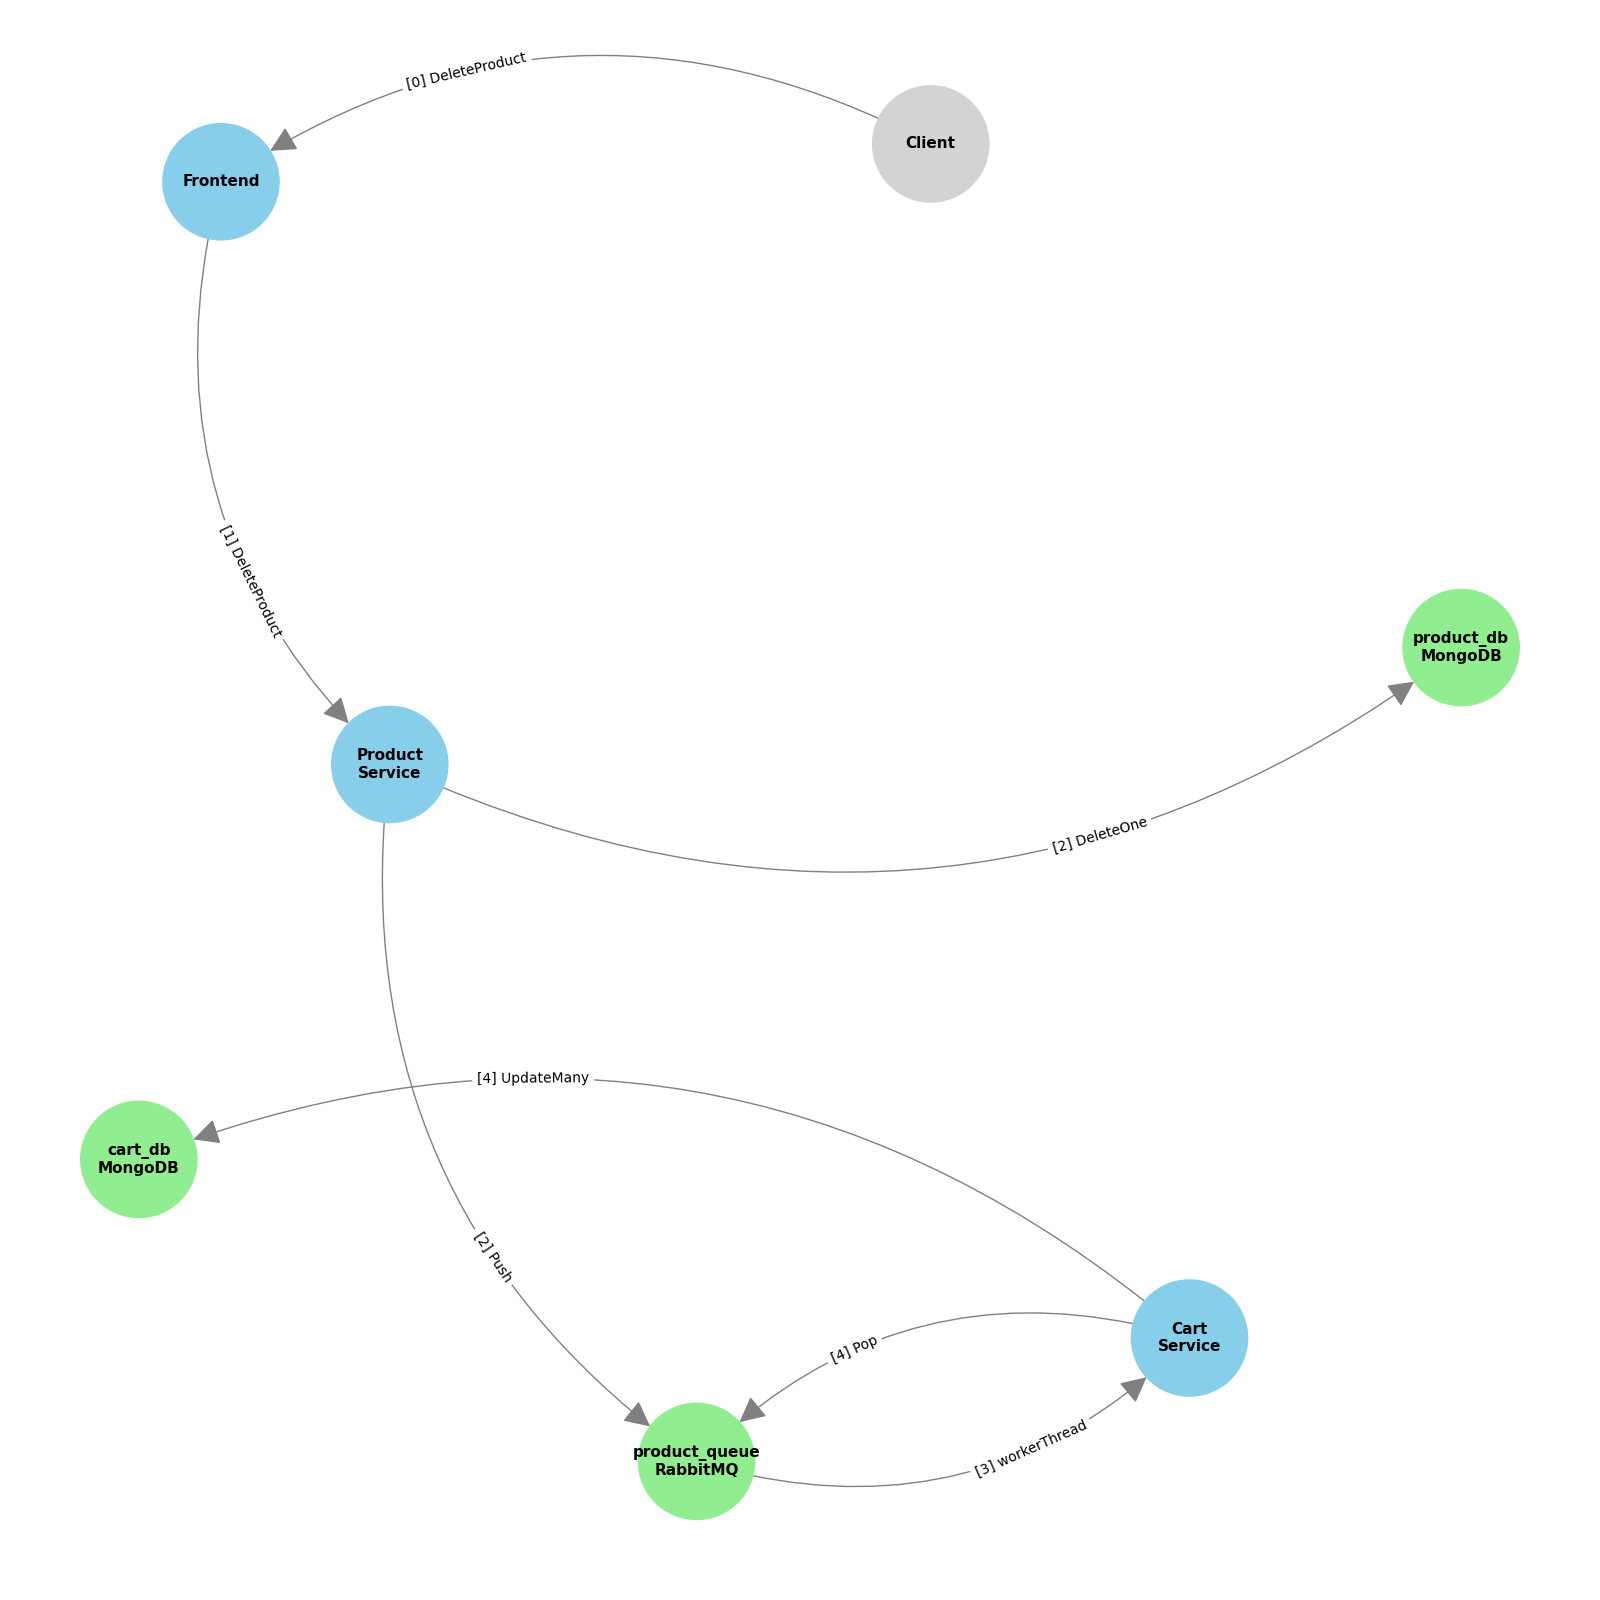 [0] DeleteProduct
Client
Frontend
[1] DeleteProduct
product_db
MongoDB
Product
Service
[2] DeleteOne
[4] UpdateMany
cart_db
MongoDB
[2] Push
Cart
Service
[4] Pop
[3] workerThread
product_queue
RabbitMQ